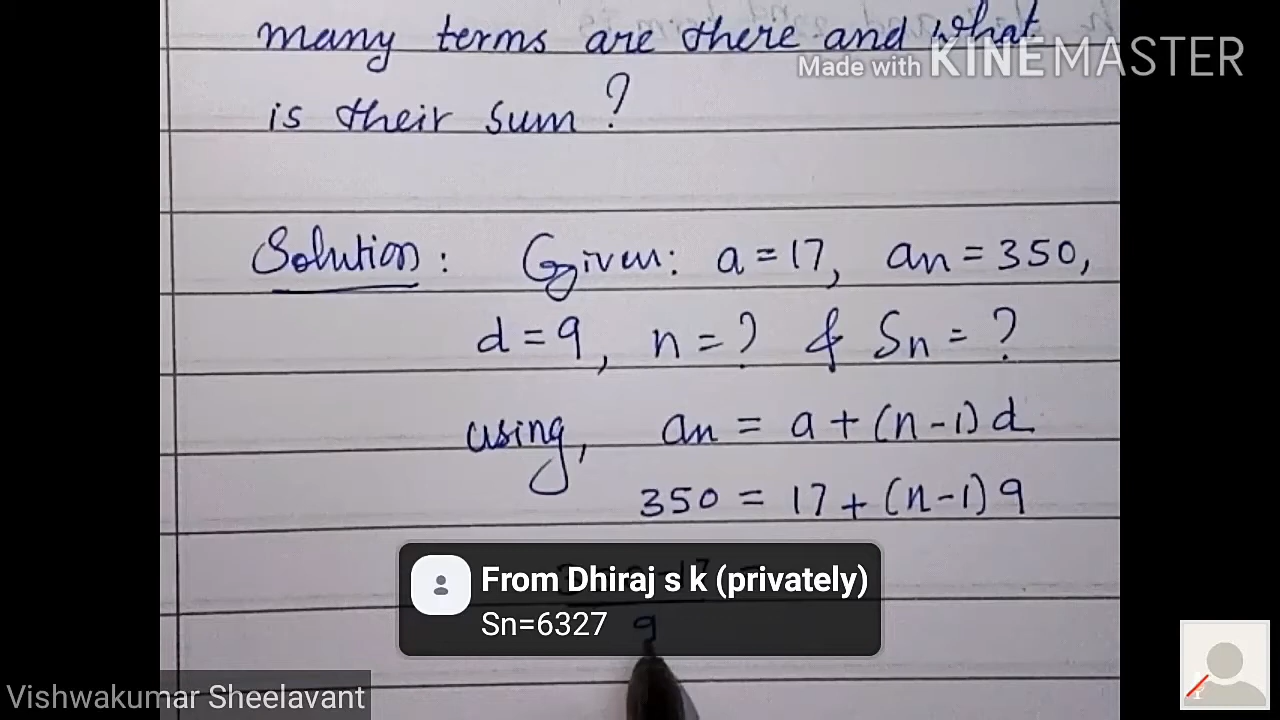 many terms are there and what
Made with KINEMASTER
is their sum ?
Solution : Given: a = 17, an = 350,
d = 9, n = ? & Sn = ?
using, an = a + (n - 1) d
350 = 17 + (n - 1) 9
From Dhiraj s k (privately)
Sn=6327
9
Vishwakumar Sheelavant